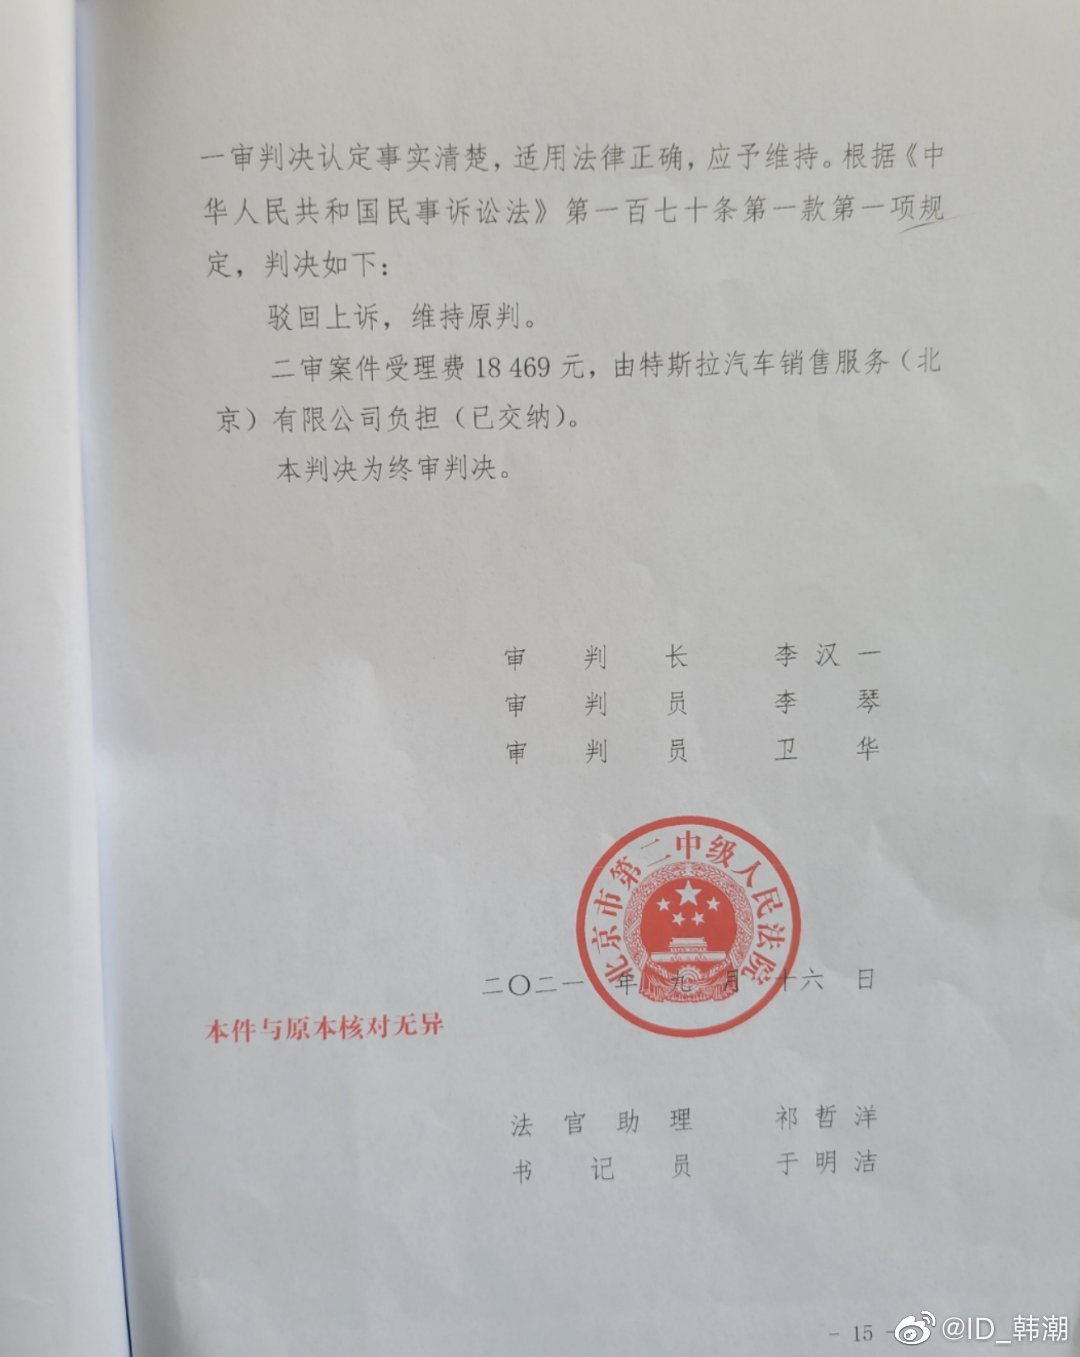 一审判决认定事实清楚，适用法律正确，应予维持。根据《中
华人民共和国民事诉讼法》第一百七十条第一款第一项规
定，判决如下：
驳回上诉，维持原判。
二审案件受理费 18 469 元，由特斯拉汽车销售服务（北
京）有限公司负担（已交纳）。
本判决为终审判决。
审 判 长 李汉一
审 判 员 李 琴
审 判 员 卫 华
北京市第二中级人民法院
二〇二一年九月十六日
本件与原本核对无异
法官助理 祁哲洋
书 记 员 于明洁
- 15 -
@ID_韩潮